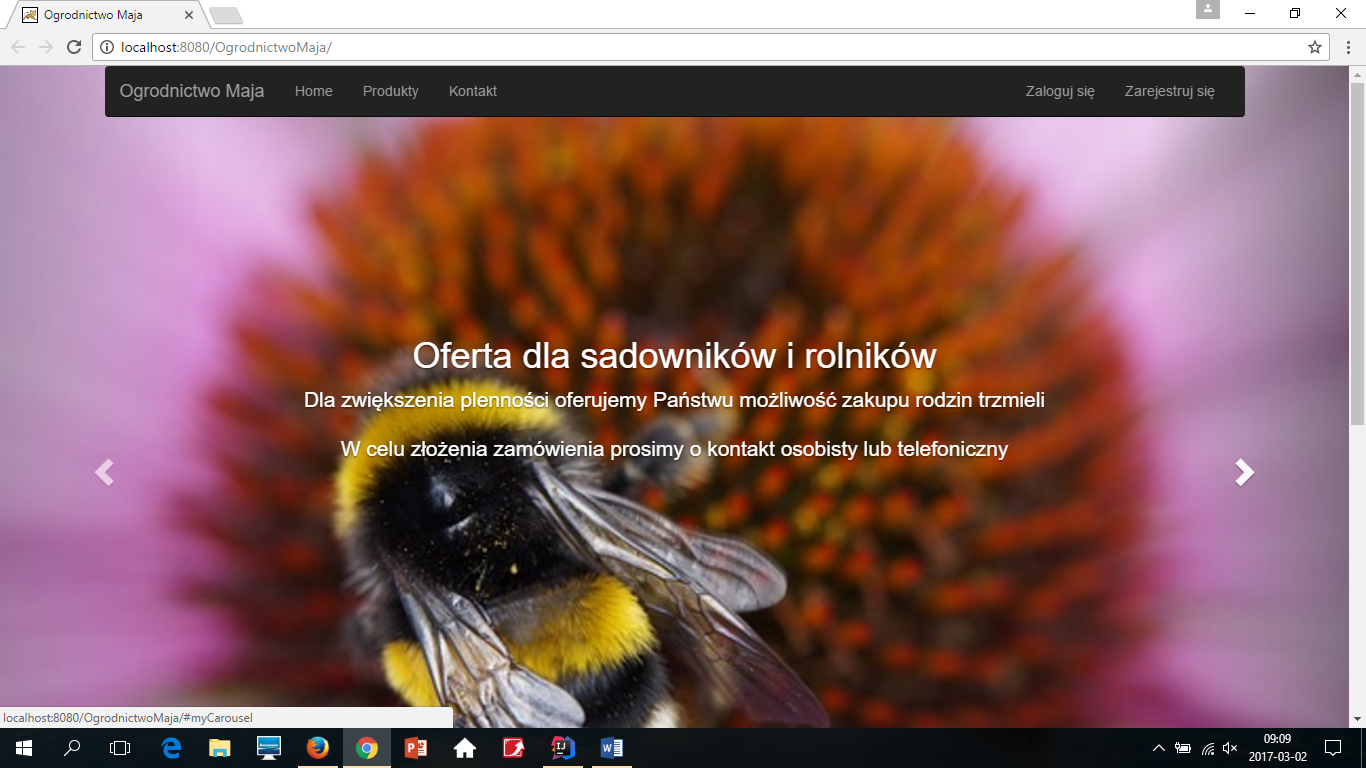 Ogrodnictwo Maja
localhost:8080/OgrodnictwoMaja/
Ogrodnictwo Maja Home Produkty Kontakt Zaloguj się Zarejestruj się
Oferta dla sadowników i rolników
Dla zwiększenia plenności oferujemy Państwu możliwość zakupu rodzin trzmieli
W celu złożenia zamówienia prosimy o kontakt osobisty lub telefoniczny
localhost:8080/OgrodnictwoMaja/#myCarousel
09:09
2017-03-02